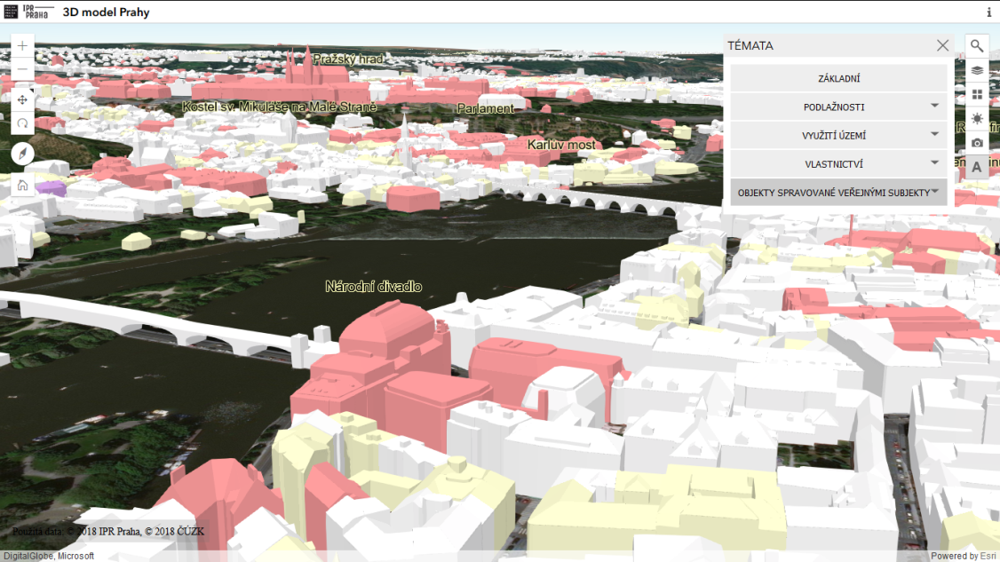 IPR
PRAHA
3D model Prahy
i
TÉMATA
ZÁKLADNÍ
PODLAŽNOSTI
VYUŽITÍ ÚZEMÍ
VLASTNICTVÍ
OBJEKTY SPRAVOVANÉ VEŘEJNÝMI SUBJEKTY
A
Pražský hrad
Kostel sv. Mikuláše na Malé Straně
Parlament
Karlův most
Národní divadlo
Použitá data: © 2018 IPR Praha, © 2018 ČÚZK
DigitalGlobe, Microsoft
Powered by Esri